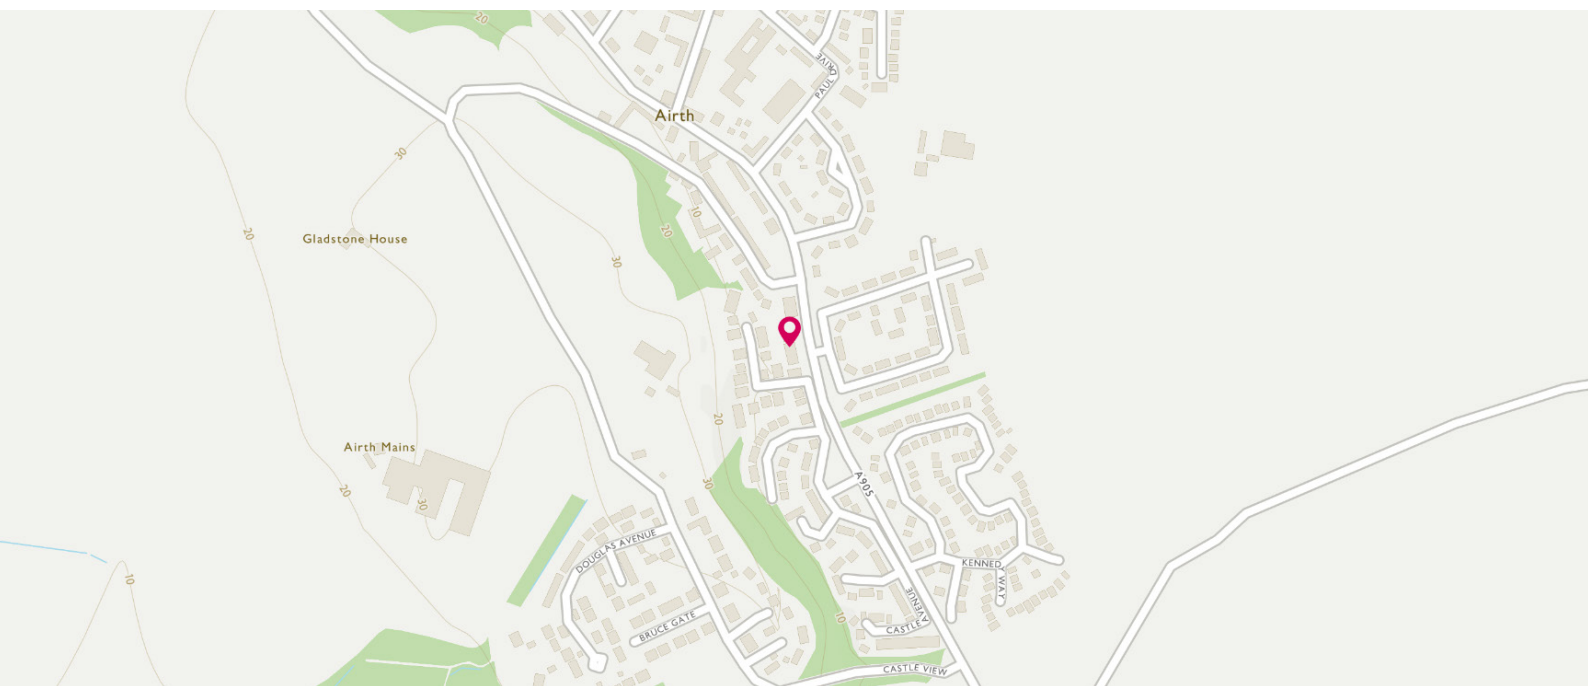 20
PAUL DRIVE
Airth
30
10
20
20
Gladstone House
30
20
Airth Mains
A905
30
20
30
DOUGLAS AVENUE
KENNEDY WAY
10
CASTLE AVENUE
10
BRUCE GATE
CASTLE VIEW